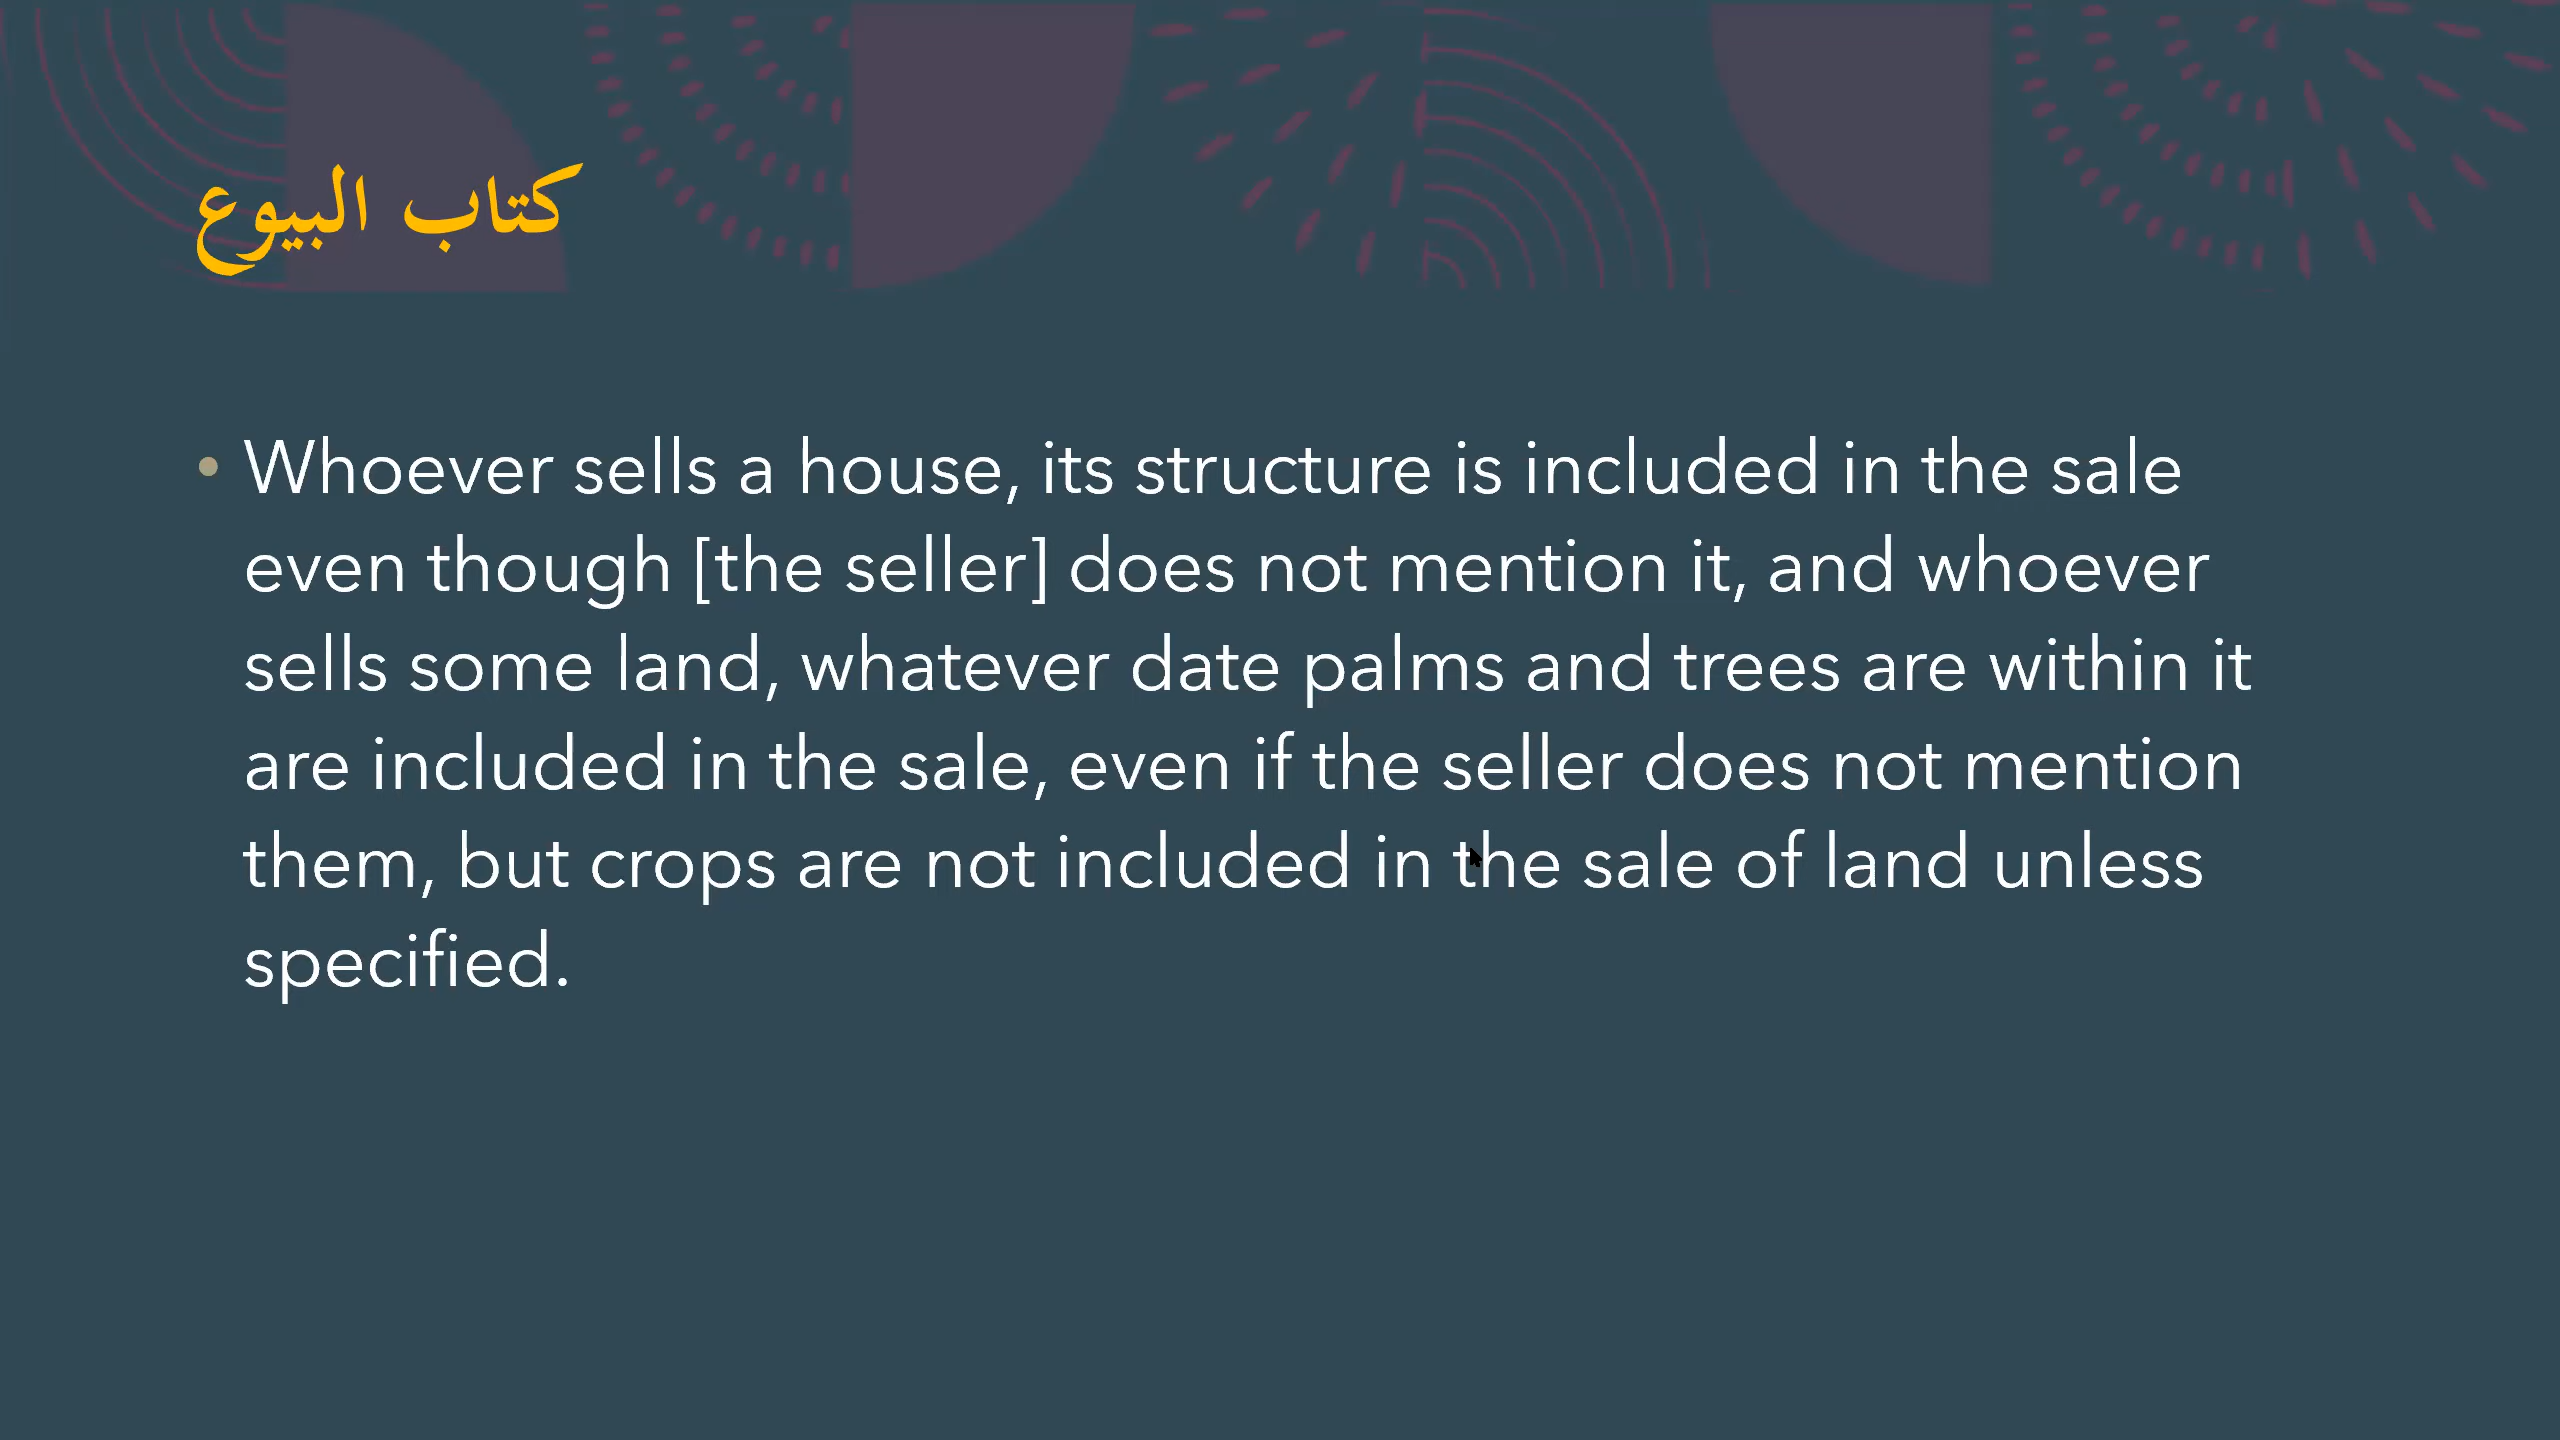 كتاب البيوع
• Whoever sells a house, its structure is included in the sale
even though [the seller] does not mention it, and whoever
sells some land, whatever date palms and trees are within it
are included in the sale, even if the seller does not mention
them, but crops are not included in the sale of land unless
specified.